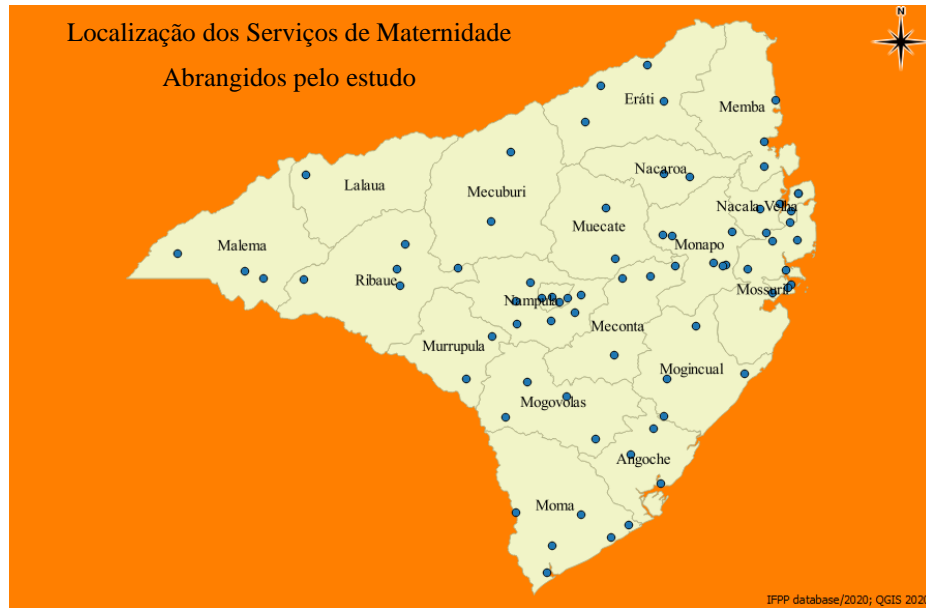 Localização dos Serviços de Maternidade
Abrangidos pelo estudo
N
Eráti
Memba
Nacaroa
Lalaua
Mecuburi
Nacala Velha
Muecate
Monapo
Malema
Ribaue
Mossuril
Nampula
Meconta
Murrupula
Mogincual
Mogovolas
Angoche
Moma
IFPP database/2020; QGIS 2020